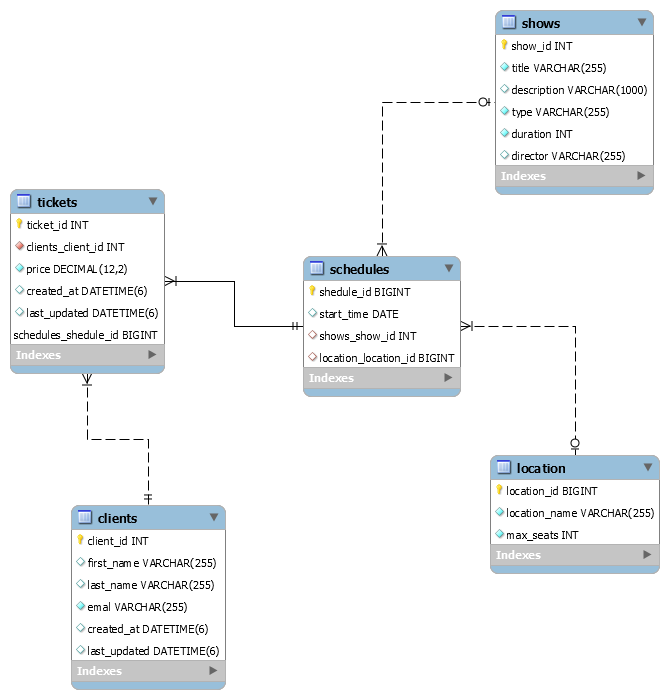 shows
show_id INT
title VARCHAR(255)
description VARCHAR(1000)
type VARCHAR(255)
duration INT
director VARCHAR(255)
Indexes
tickets
ticket_id INT
clients_client_id INT
price DECIMAL(12,2)
created_at DATETIME(6)
last_updated DATETIME(6)
schedules_shedule_id BIGINT
Indexes
schedules
shedule_id BIGINT
start_time DATE
shows_show_id INT
location_location_id BIGINT
Indexes
location
location_id BIGINT
location_name VARCHAR(255)
max_seats INT
Indexes
clients
client_id INT
first_name VARCHAR(255)
last_name VARCHAR(255)
emal VARCHAR(255)
created_at DATETIME(6)
last_updated DATETIME(6)
Indexes